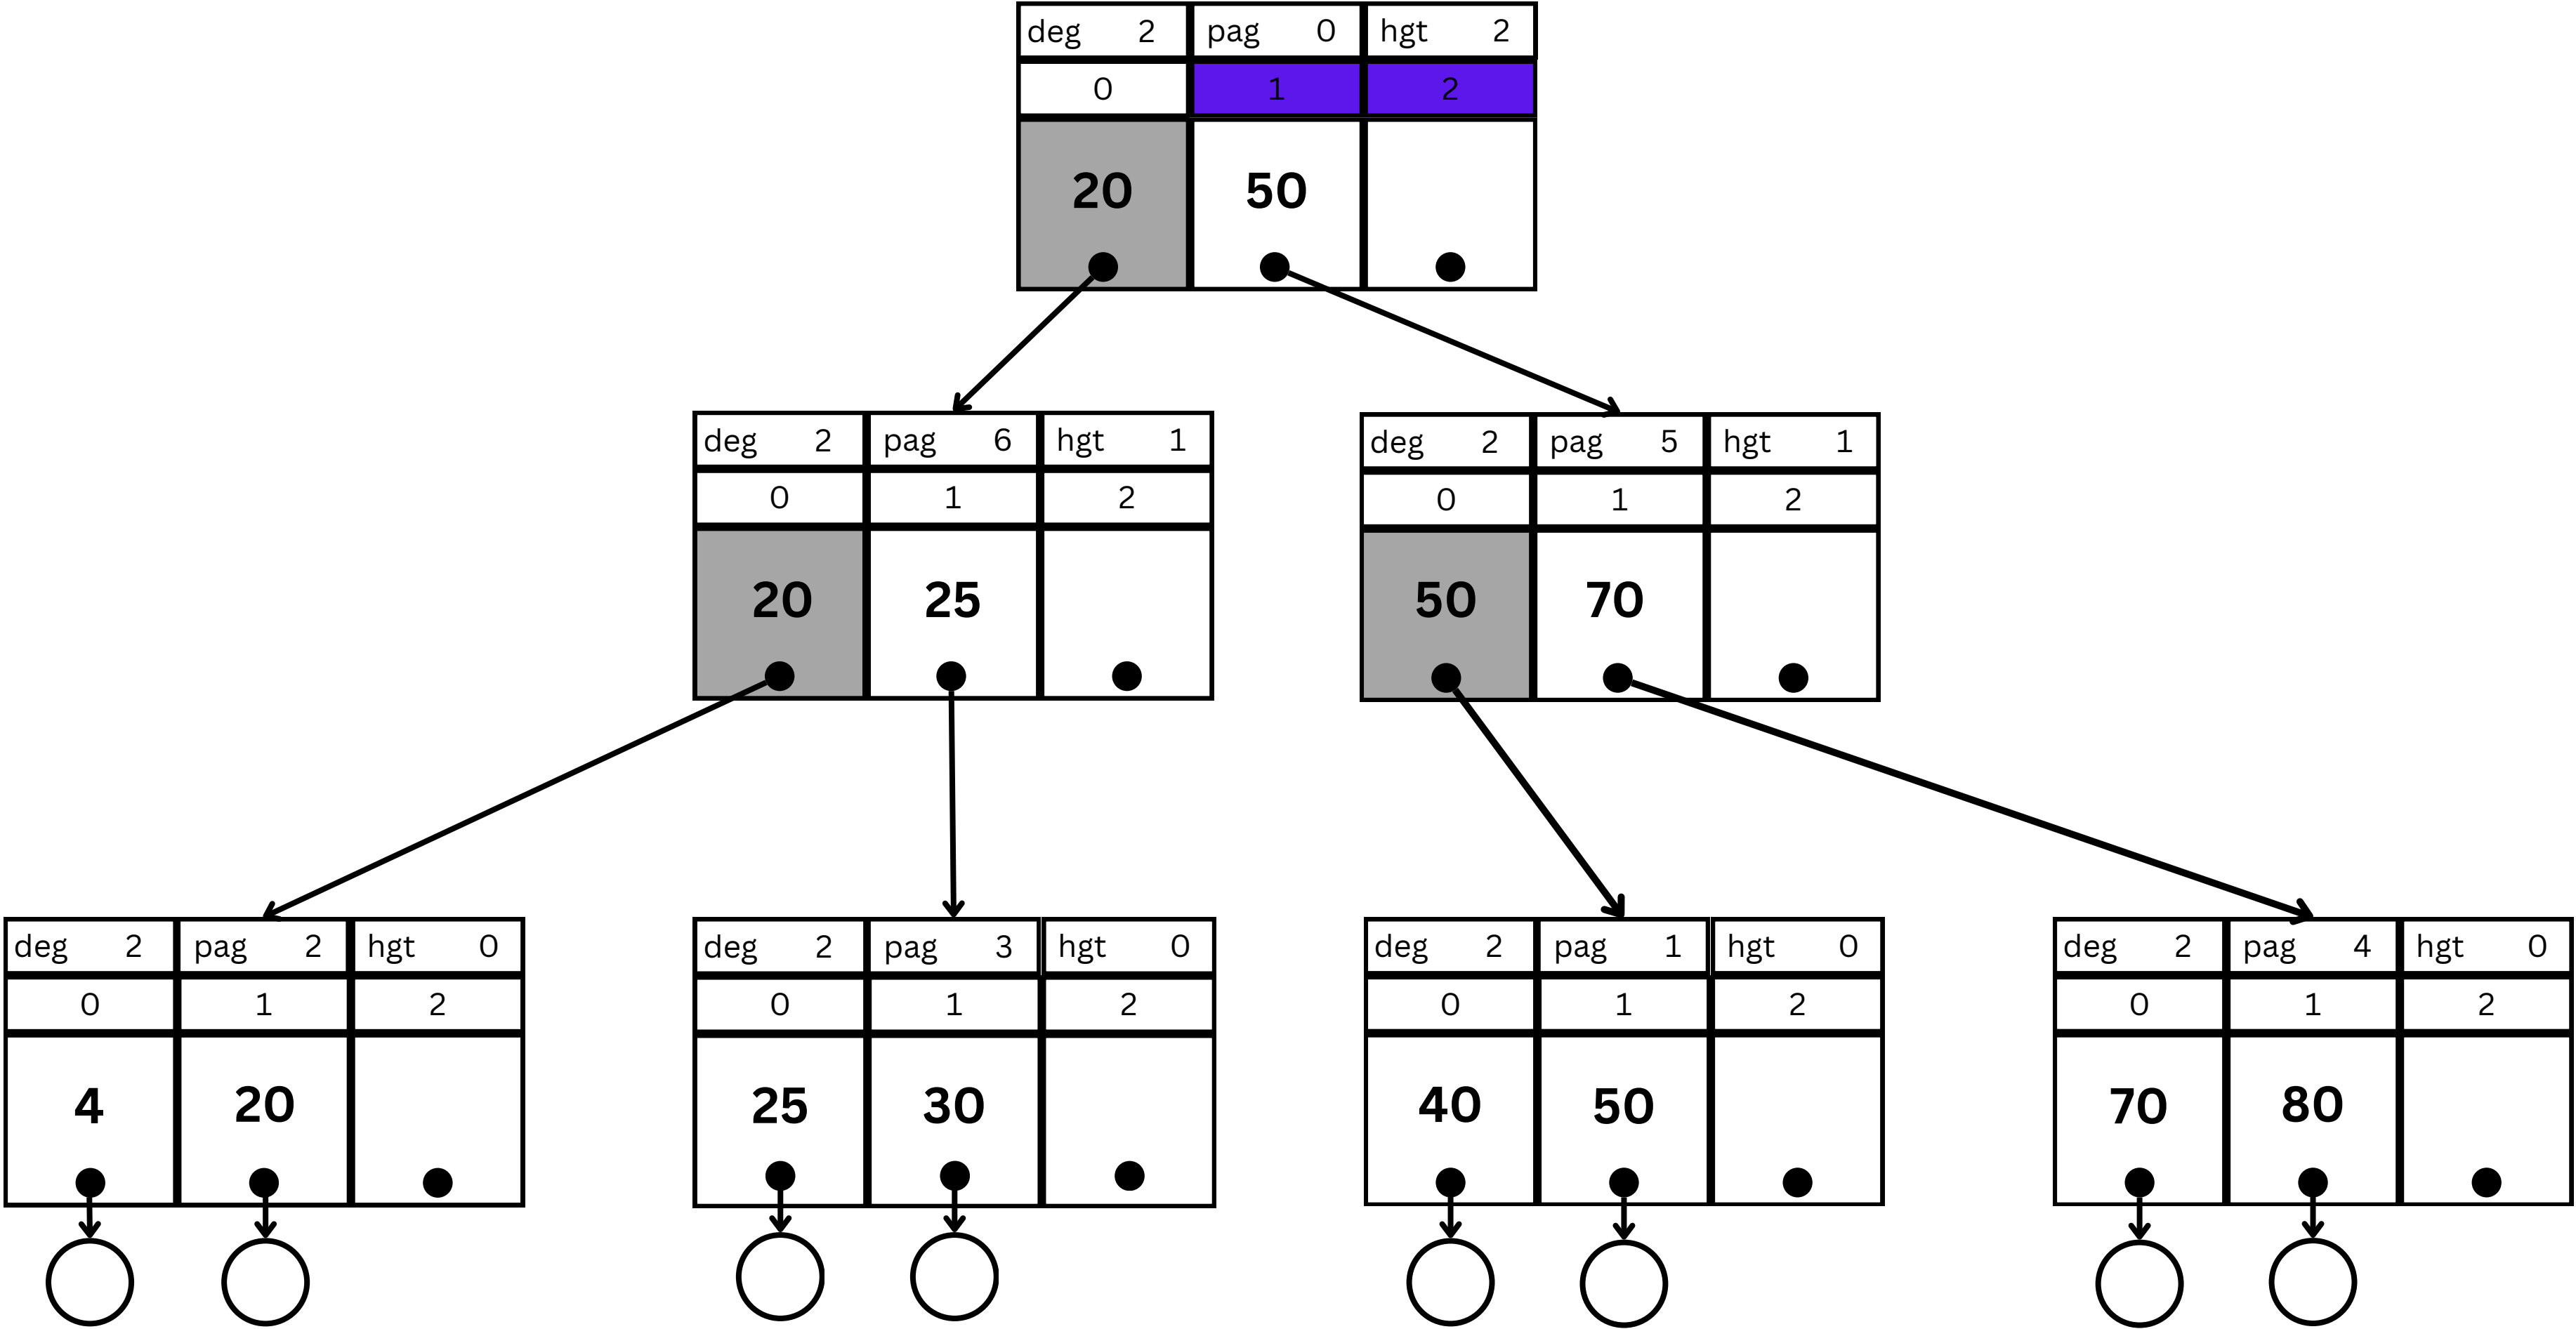 deg 2 pag 0 hgt 2
0 1 2
20 50
deg 2 pag 6 hgt 1
0 1 2
20 25
deg 2 pag 5 hgt 1
0 1 2
50 70
deg 2 pag 2 hgt 0
0 1 2
4 20
deg 2 pag 3 hgt 0
0 1 2
25 30
deg 2 pag 1 hgt 0
0 1 2
40 50
deg 2 pag 4 hgt 0
0 1 2
70 80